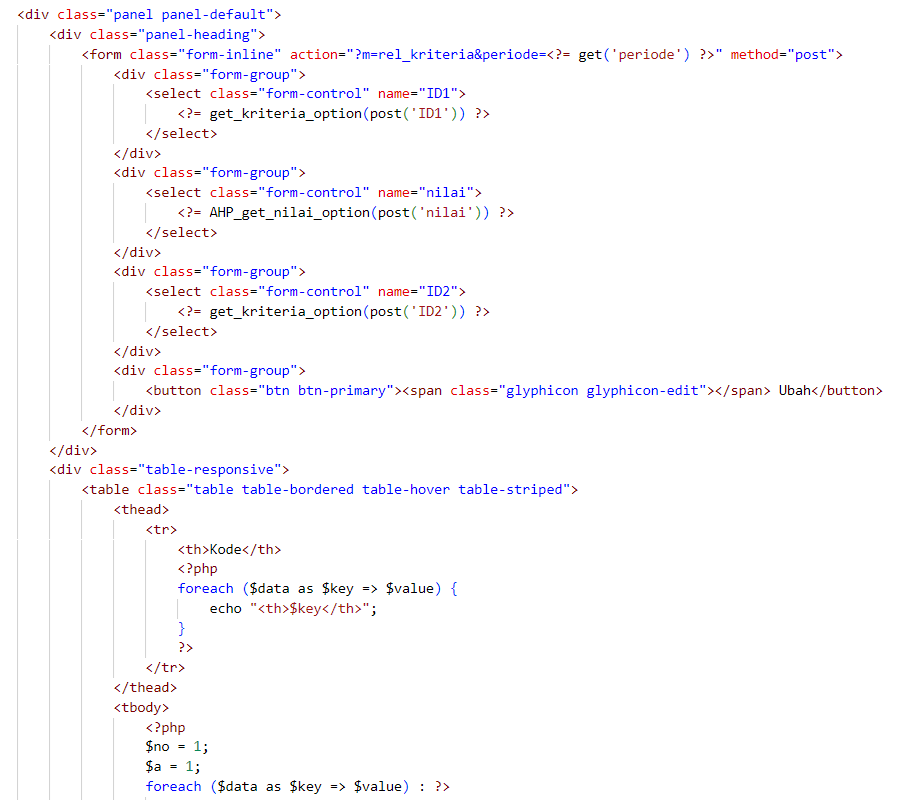 <div class="panel panel-default">
    <div class="panel-heading">
        <form class="form-inline" action="?m=rel_kriteria&periode=<?= get('periode') ?>" method="post">
            <div class="form-group">
                <select class="form-control" name="ID1">
                    <?= get_kriteria_option(post('ID1')) ?>
                </select>
            </div>
            <div class="form-group">
                <select class="form-control" name="nilai">
                    <?= AHP_get_nilai_option(post('nilai')) ?>
                </select>
            </div>
            <div class="form-group">
                <select class="form-control" name="ID2">
                    <?= get_kriteria_option(post('ID2')) ?>
                </select>
            </div>
            <div class="form-group">
                <button class="btn btn-primary"><span class="glyphicon glyphicon-edit"></span> Ubah</button>
            </div>
        </form>
    </div>
    <div class="table-responsive">
        <table class="table table-bordered table-hover table-striped">
            <thead>
                <tr>
                    <th>Kode</th>
                    <?php
                    foreach ($data as $key => $value) {
                        echo "<th>$key</th>";
                    }
                    ?>
                </tr>
            </thead>
            <tbody>
                <?php
                $no = 1;
                $a = 1;
                foreach ($data as $key => $value) : ?>